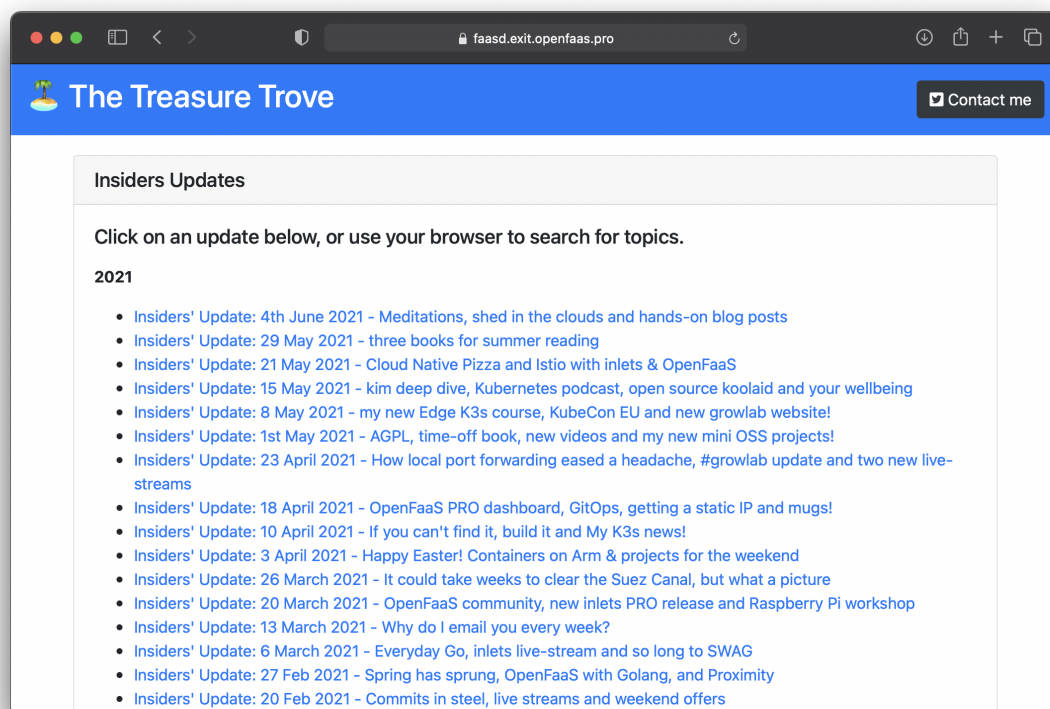 faasd.exit.openfaas.pro
The Treasure Trove
Contact me
Insiders Updates
Click on an update below, or use your browser to search for topics.
2021
Insiders' Update: 4th June 2021 - Meditations, shed in the clouds and hands-on blog posts
Insiders' Update: 29 May 2021 - three books for summer reading
Insiders' Update: 21 May 2021 - Cloud Native Pizza and Istio with inlets & OpenFaaS
Insiders' Update: 15 May 2021 - kim deep dive, Kubernetes podcast, open source koolaid and your wellbeing
Insiders' Update: 8 May 2021 - my new Edge K3s course, KubeCon EU and new growlab website!
Insiders' Update: 1st May 2021 - AGPL, time-off book, new videos and my new mini OSS projects!
Insiders' Update: 23 April 2021 - How local port forwarding eased a headache, #growlab update and two new live-
streams
Insiders' Update: 18 April 2021 - OpenFaaS PRO dashboard, GitOps, getting a static IP and mugs!
Insiders' Update: 10 April 2021 - If you can't find it, build it and My K3s news!
Insiders' Update: 3 April 2021 - Happy Easter! Containers on Arm & projects for the weekend
Insiders' Update: 26 March 2021 - It could take weeks to clear the Suez Canal, but what a picture
Insiders' Update: 20 March 2021 - OpenFaaS community, new inlets PRO release and Raspberry Pi workshop
Insiders' Update: 13 March 2021 - Why do I email you every week?
Insiders' Update: 6 March 2021 - Everyday Go, inlets live-stream and so long to SWAG
Insiders' Update: 27 Feb 2021 - Spring has sprung, OpenFaaS with Golang, and Proximity
Insiders' Update: 20 Feb 2021 - Commits in steel, live streams and weekend offers